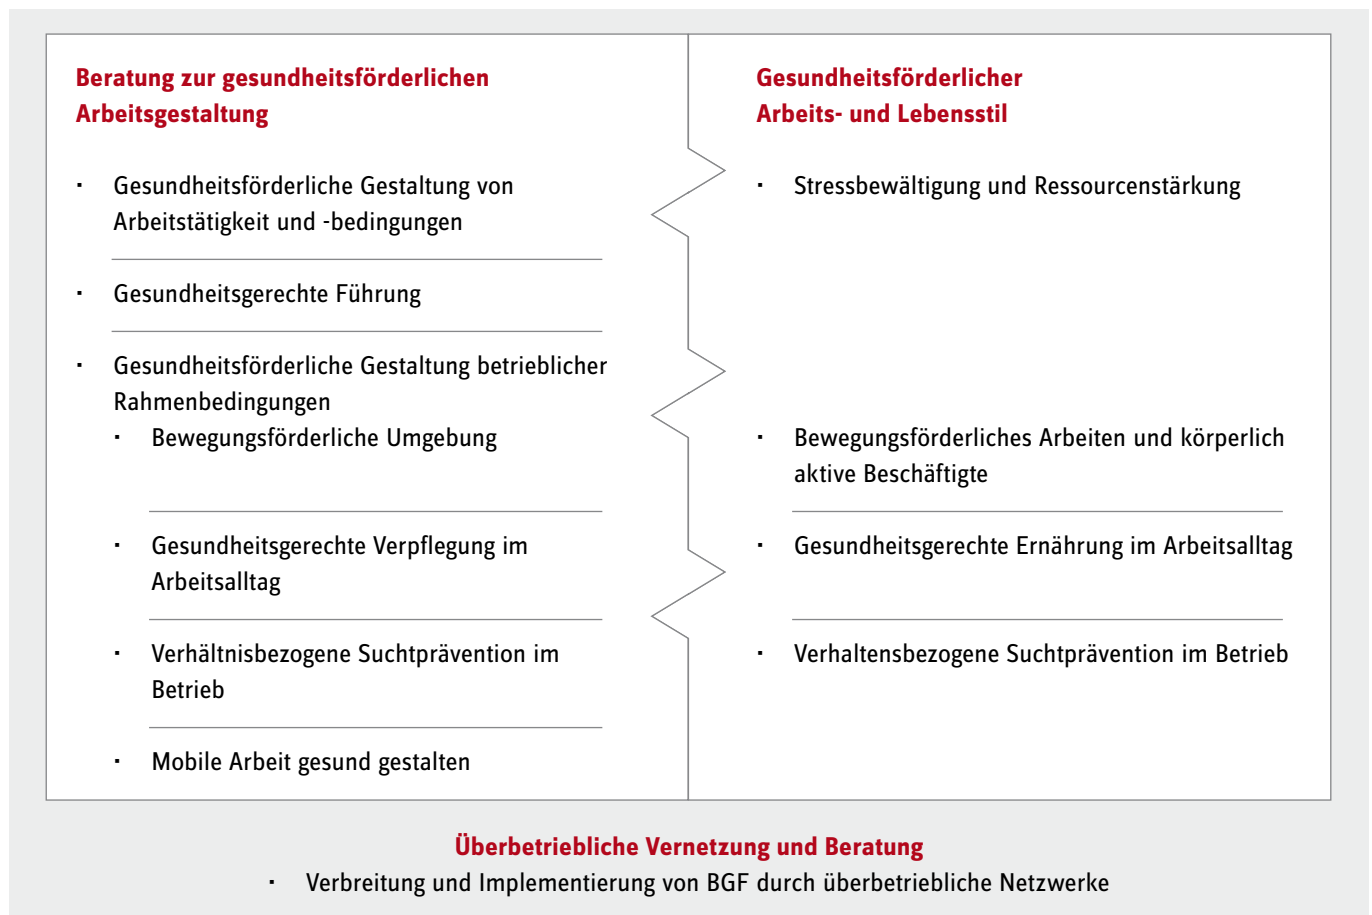 Beratung zur gesundheitsförderlichen
Arbeitsgestaltung
· Gesundheitsförderliche Gestaltung von
Arbeitstätigkeit und -bedingungen
· Gesundheitsgerechte Führung
· Gesundheitsförderliche Gestaltung betrieblicher
Rahmenbedingungen
· Bewegungsförderliche Umgebung
· Gesundheitsgerechte Verpflegung im
Arbeitsalltag
· Verhältnisbezogene Suchtprävention im
Betrieb
· Mobile Arbeit gesund gestalten
Gesundheitsförderlicher
Arbeits- und Lebensstil
· Stressbewältigung und Ressourcenstärkung
· Bewegungsförderliches Arbeiten und körperlich
aktive Beschäftigte
· Gesundheitsgerechte Ernährung im Arbeitsalltag
· Verhaltensbezogene Suchtprävention im Betrieb
Überbetriebliche Vernetzung und Beratung
· Verbreitung und Implementierung von BGF durch überbetriebliche Netzwerke